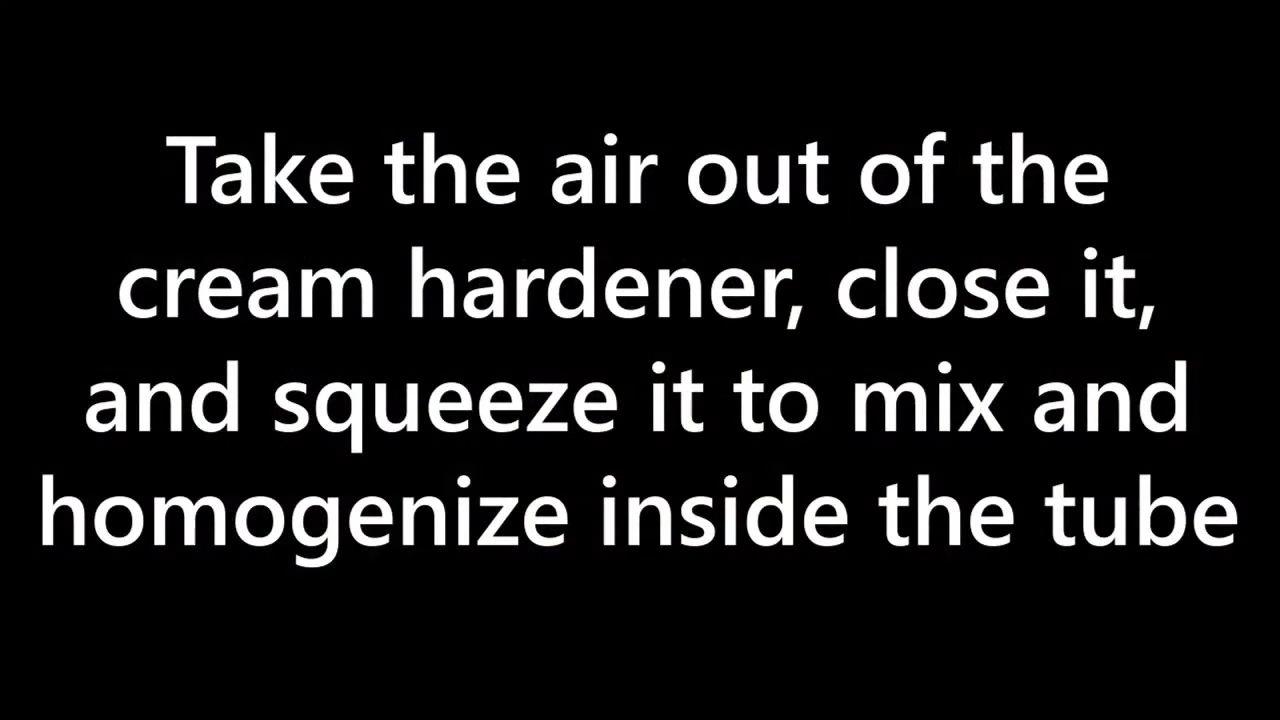 Take the air out of the
cream hardener, close it,
and squeeze it to mix and
homogenize inside the tube